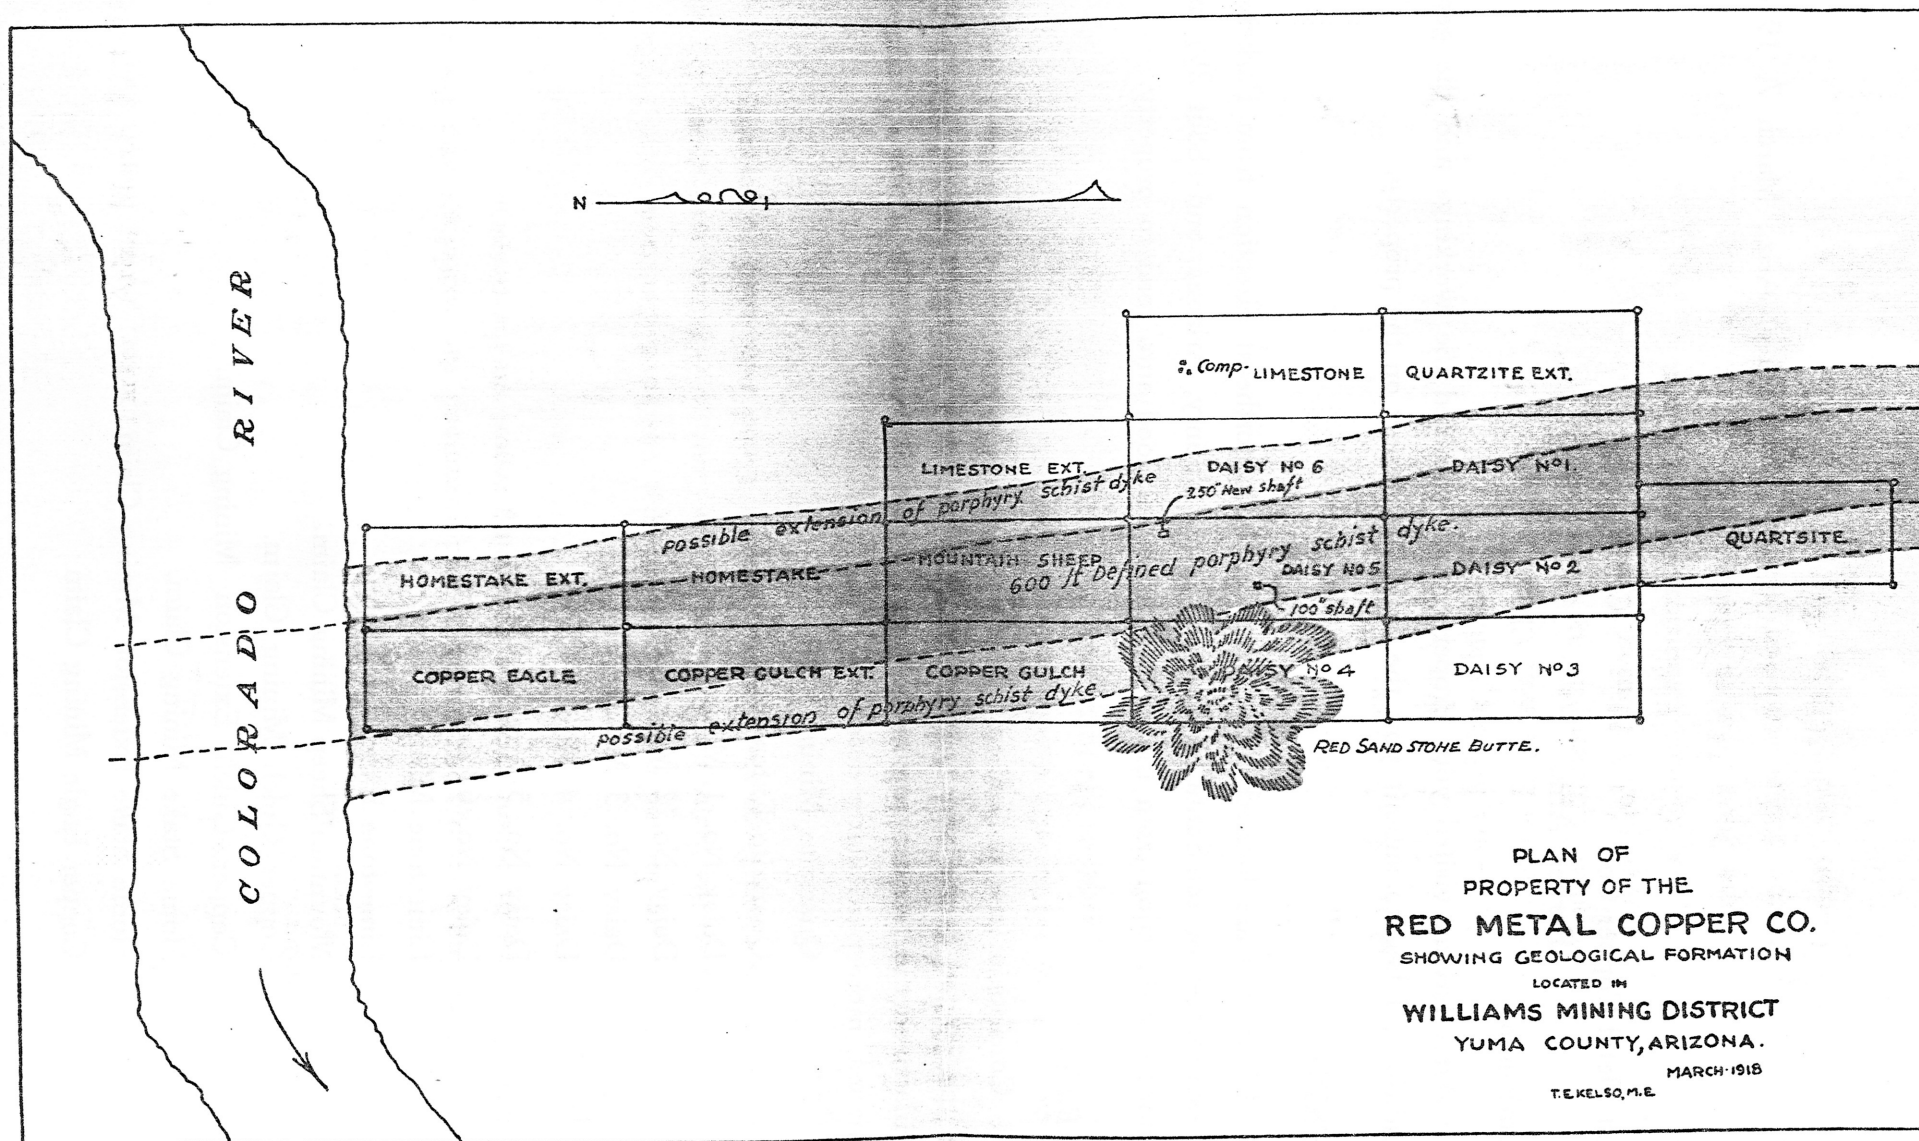 COLORADO RIVER
N
Comp. LIMESTONE
QUARTZITE EXT.
LIMESTONE EXT.
DAISY No 6
DAISY No 1.
250' New shaft
possible extension of porphyry schist dyke
HOMESTAKE EXT.
HOMESTAKE
MOUNTAIN SHEEP
600 ft Defined porphyry schist dyke.
DAISY No 5
DAISY No 2
QUARTSITE
100' shaft
COPPER EAGLE
COPPER GULCH EXT.
COPPER GULCH
DAISY No 4
DAISY No 3
possible extension of porphyry schist dyke
RED SAND STONE BUTTE.
PLAN OF
PROPERTY OF THE
RED METAL COPPER CO.
SHOWING GEOLOGICAL FORMATION
LOCATED IN
WILLIAMS MINING DISTRICT
YUMA COUNTY, ARIZONA.
MARCH-1918
T.E. KELSO, M.E.